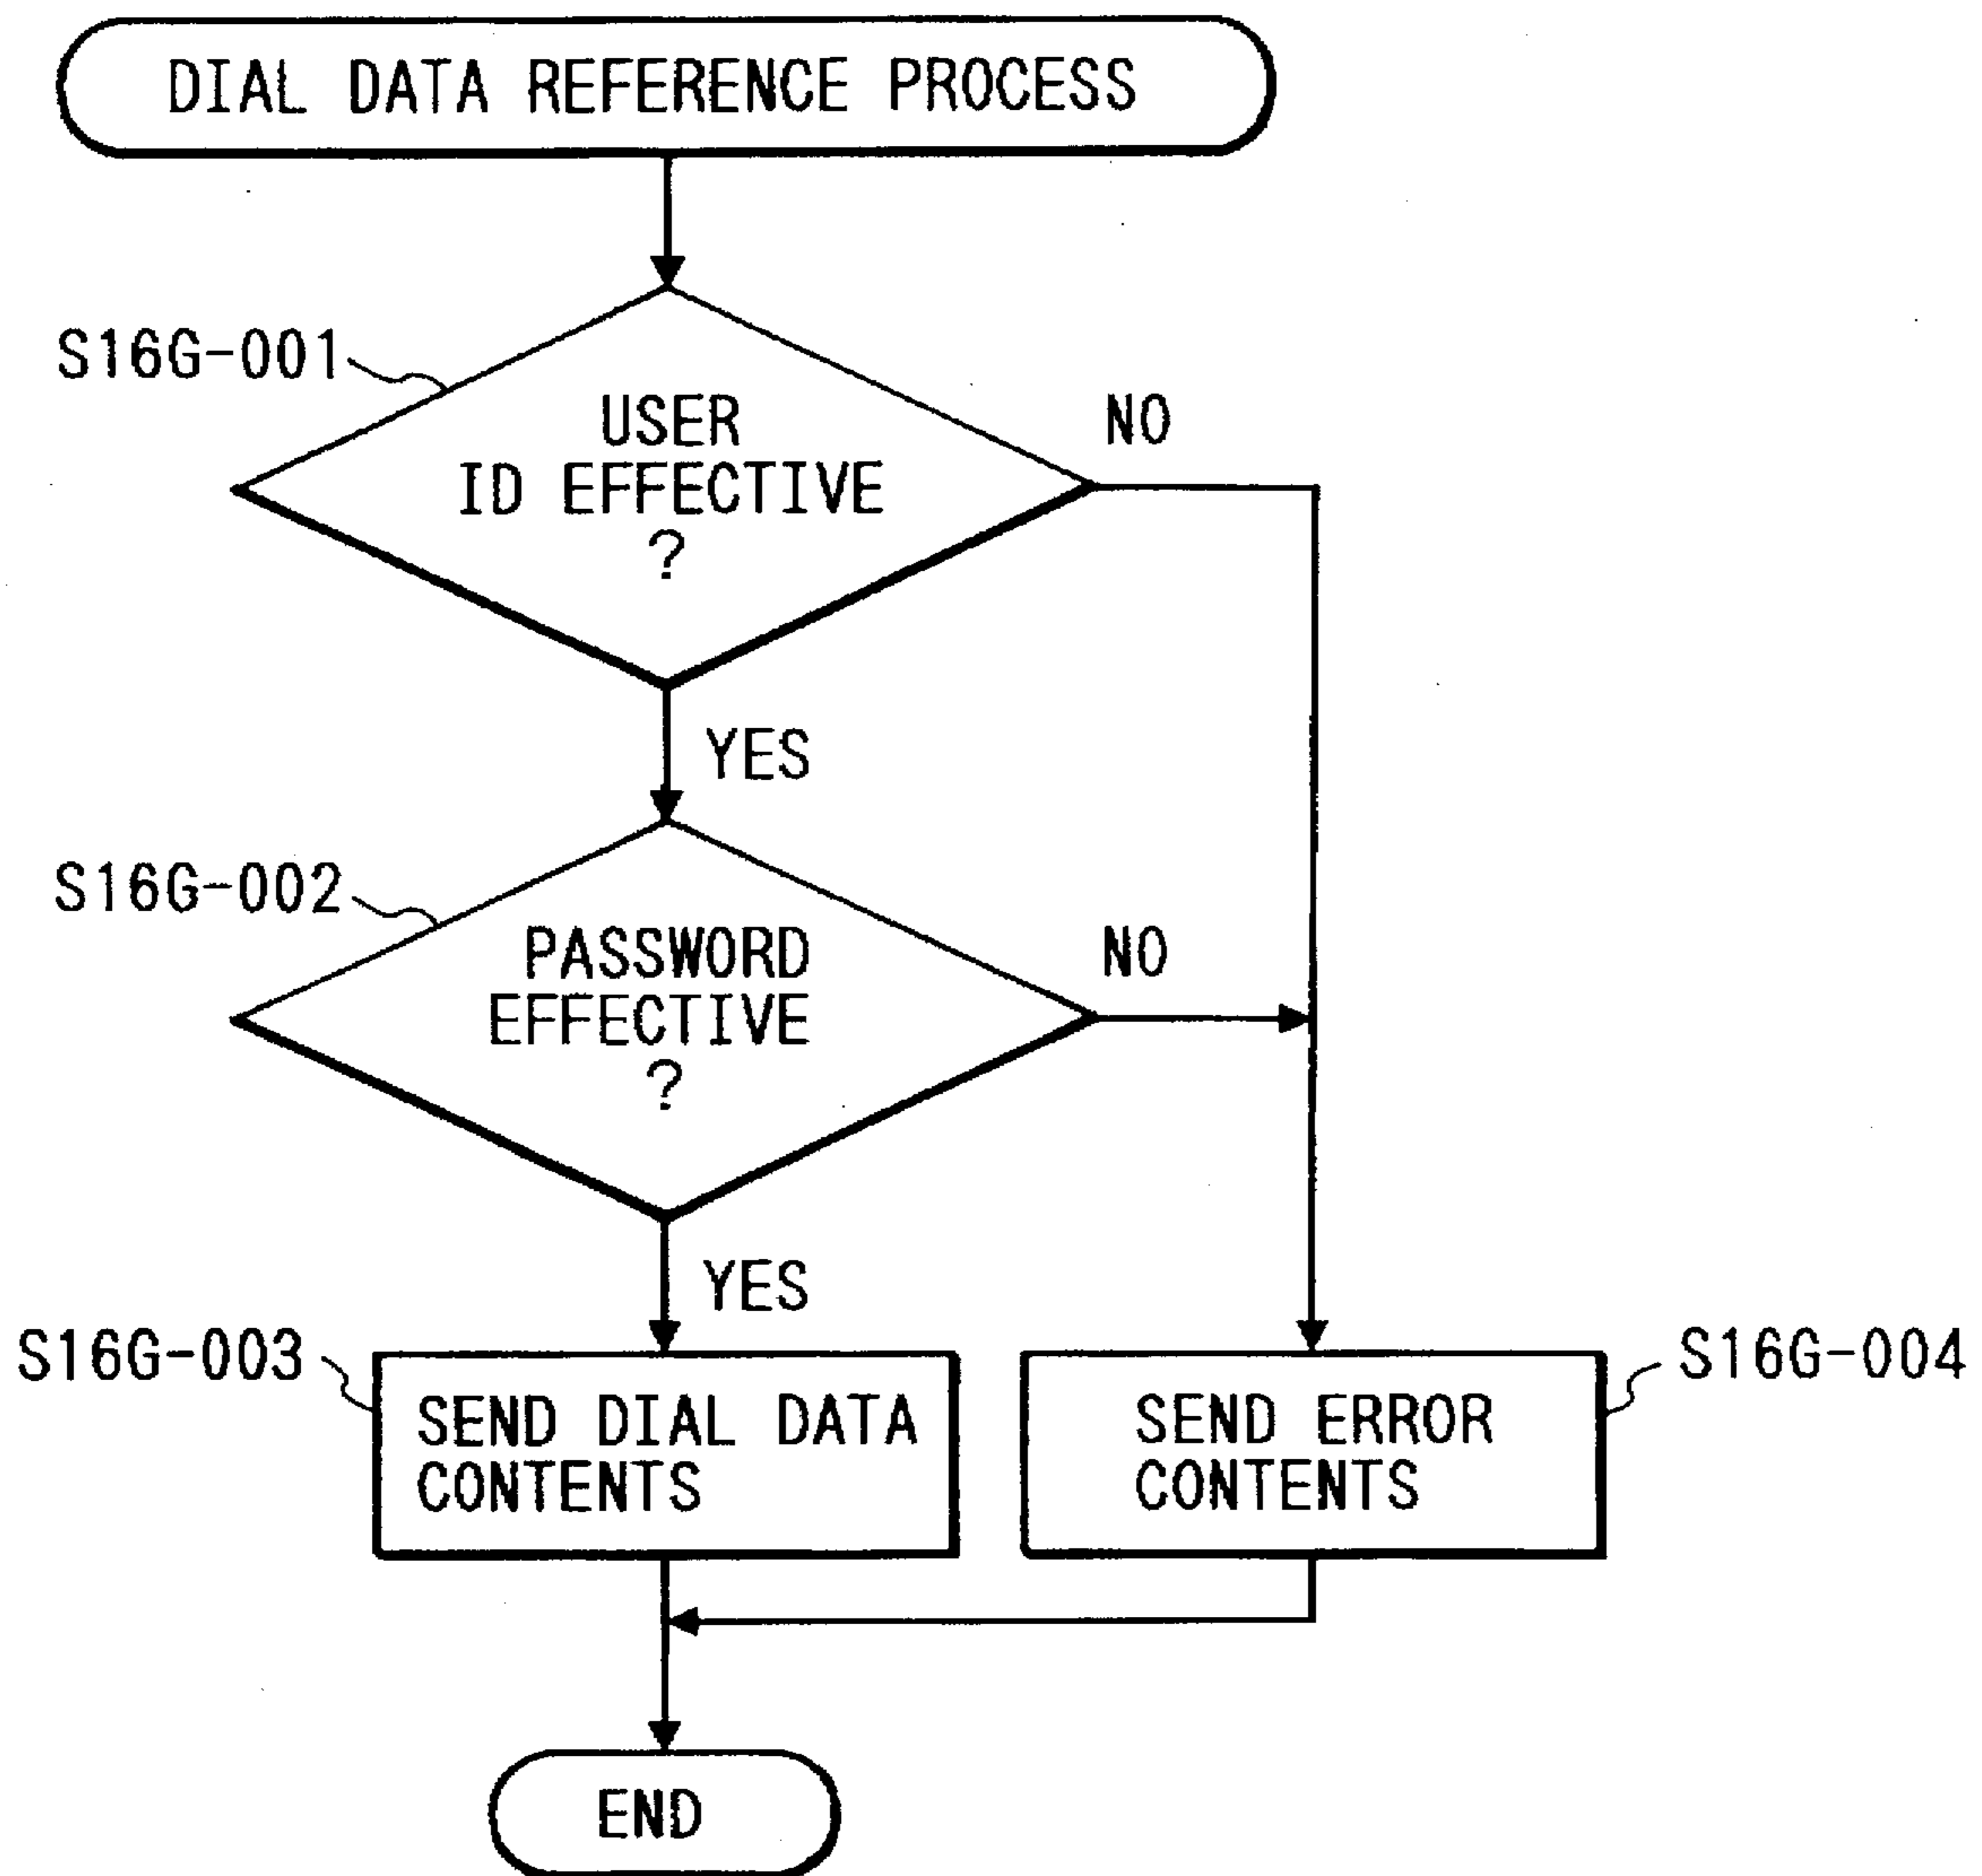 DIAL DATA REFERENCE PROCESS
S16G-001
USER
ID EFFECTIVE
?
NO
YES
S16G-002
PASSWORD
EFFECTIVE
?
NO
YES
S16G-003
SEND DIAL DATA
CONTENTS
SEND ERROR
CONTENTS
S16G-004
END